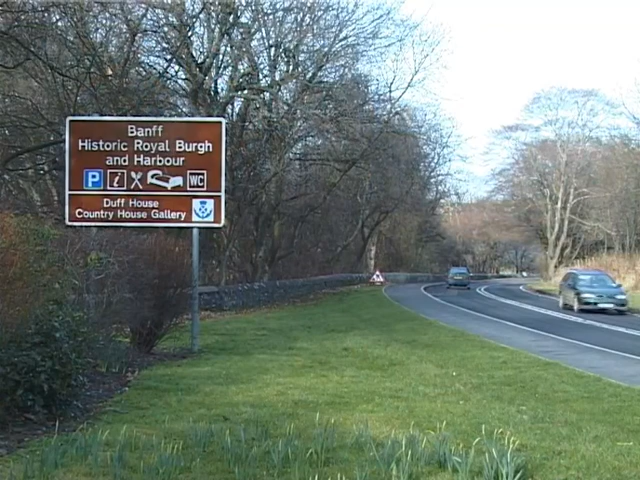 Banff
Historic Royal Burgh
and Harbour
P i WC
Duff House
Country House Gallery